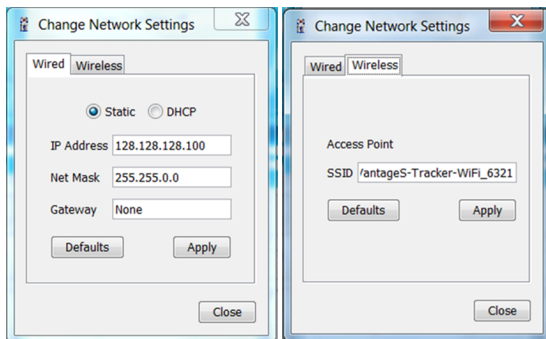 Change Network Settings
Wired Wireless
Static DHCP
IP Address 128.128.128.100
Net Mask 255.255.0.0
Gateway None
Defaults Apply
Close
Change Network Settings
Wired Wireless
Access Point
SSID antageS-Tracker-WiFi_6321
Defaults Apply
Close